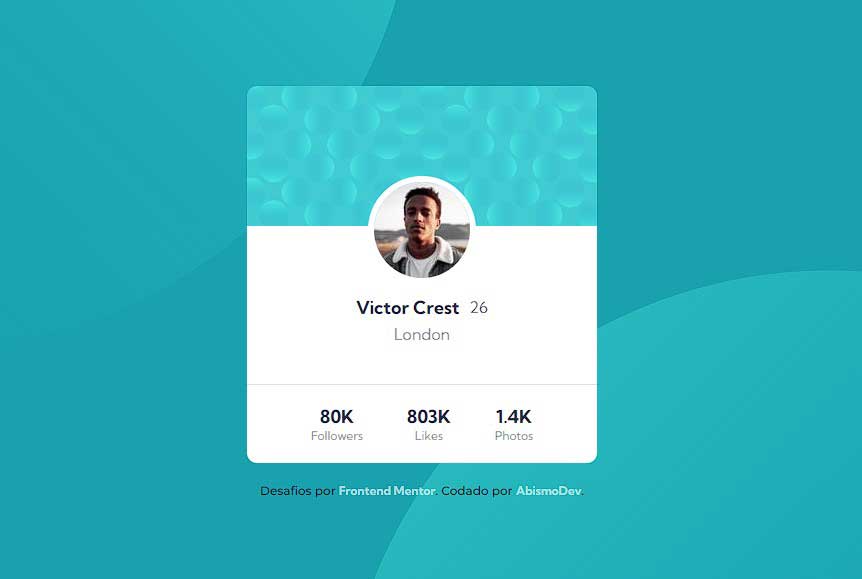 Victor Crest 26
London
80K 803K 1.4K
Followers Likes Photos
Desafios por Frontend Mentor. Codado por AbismoDev.